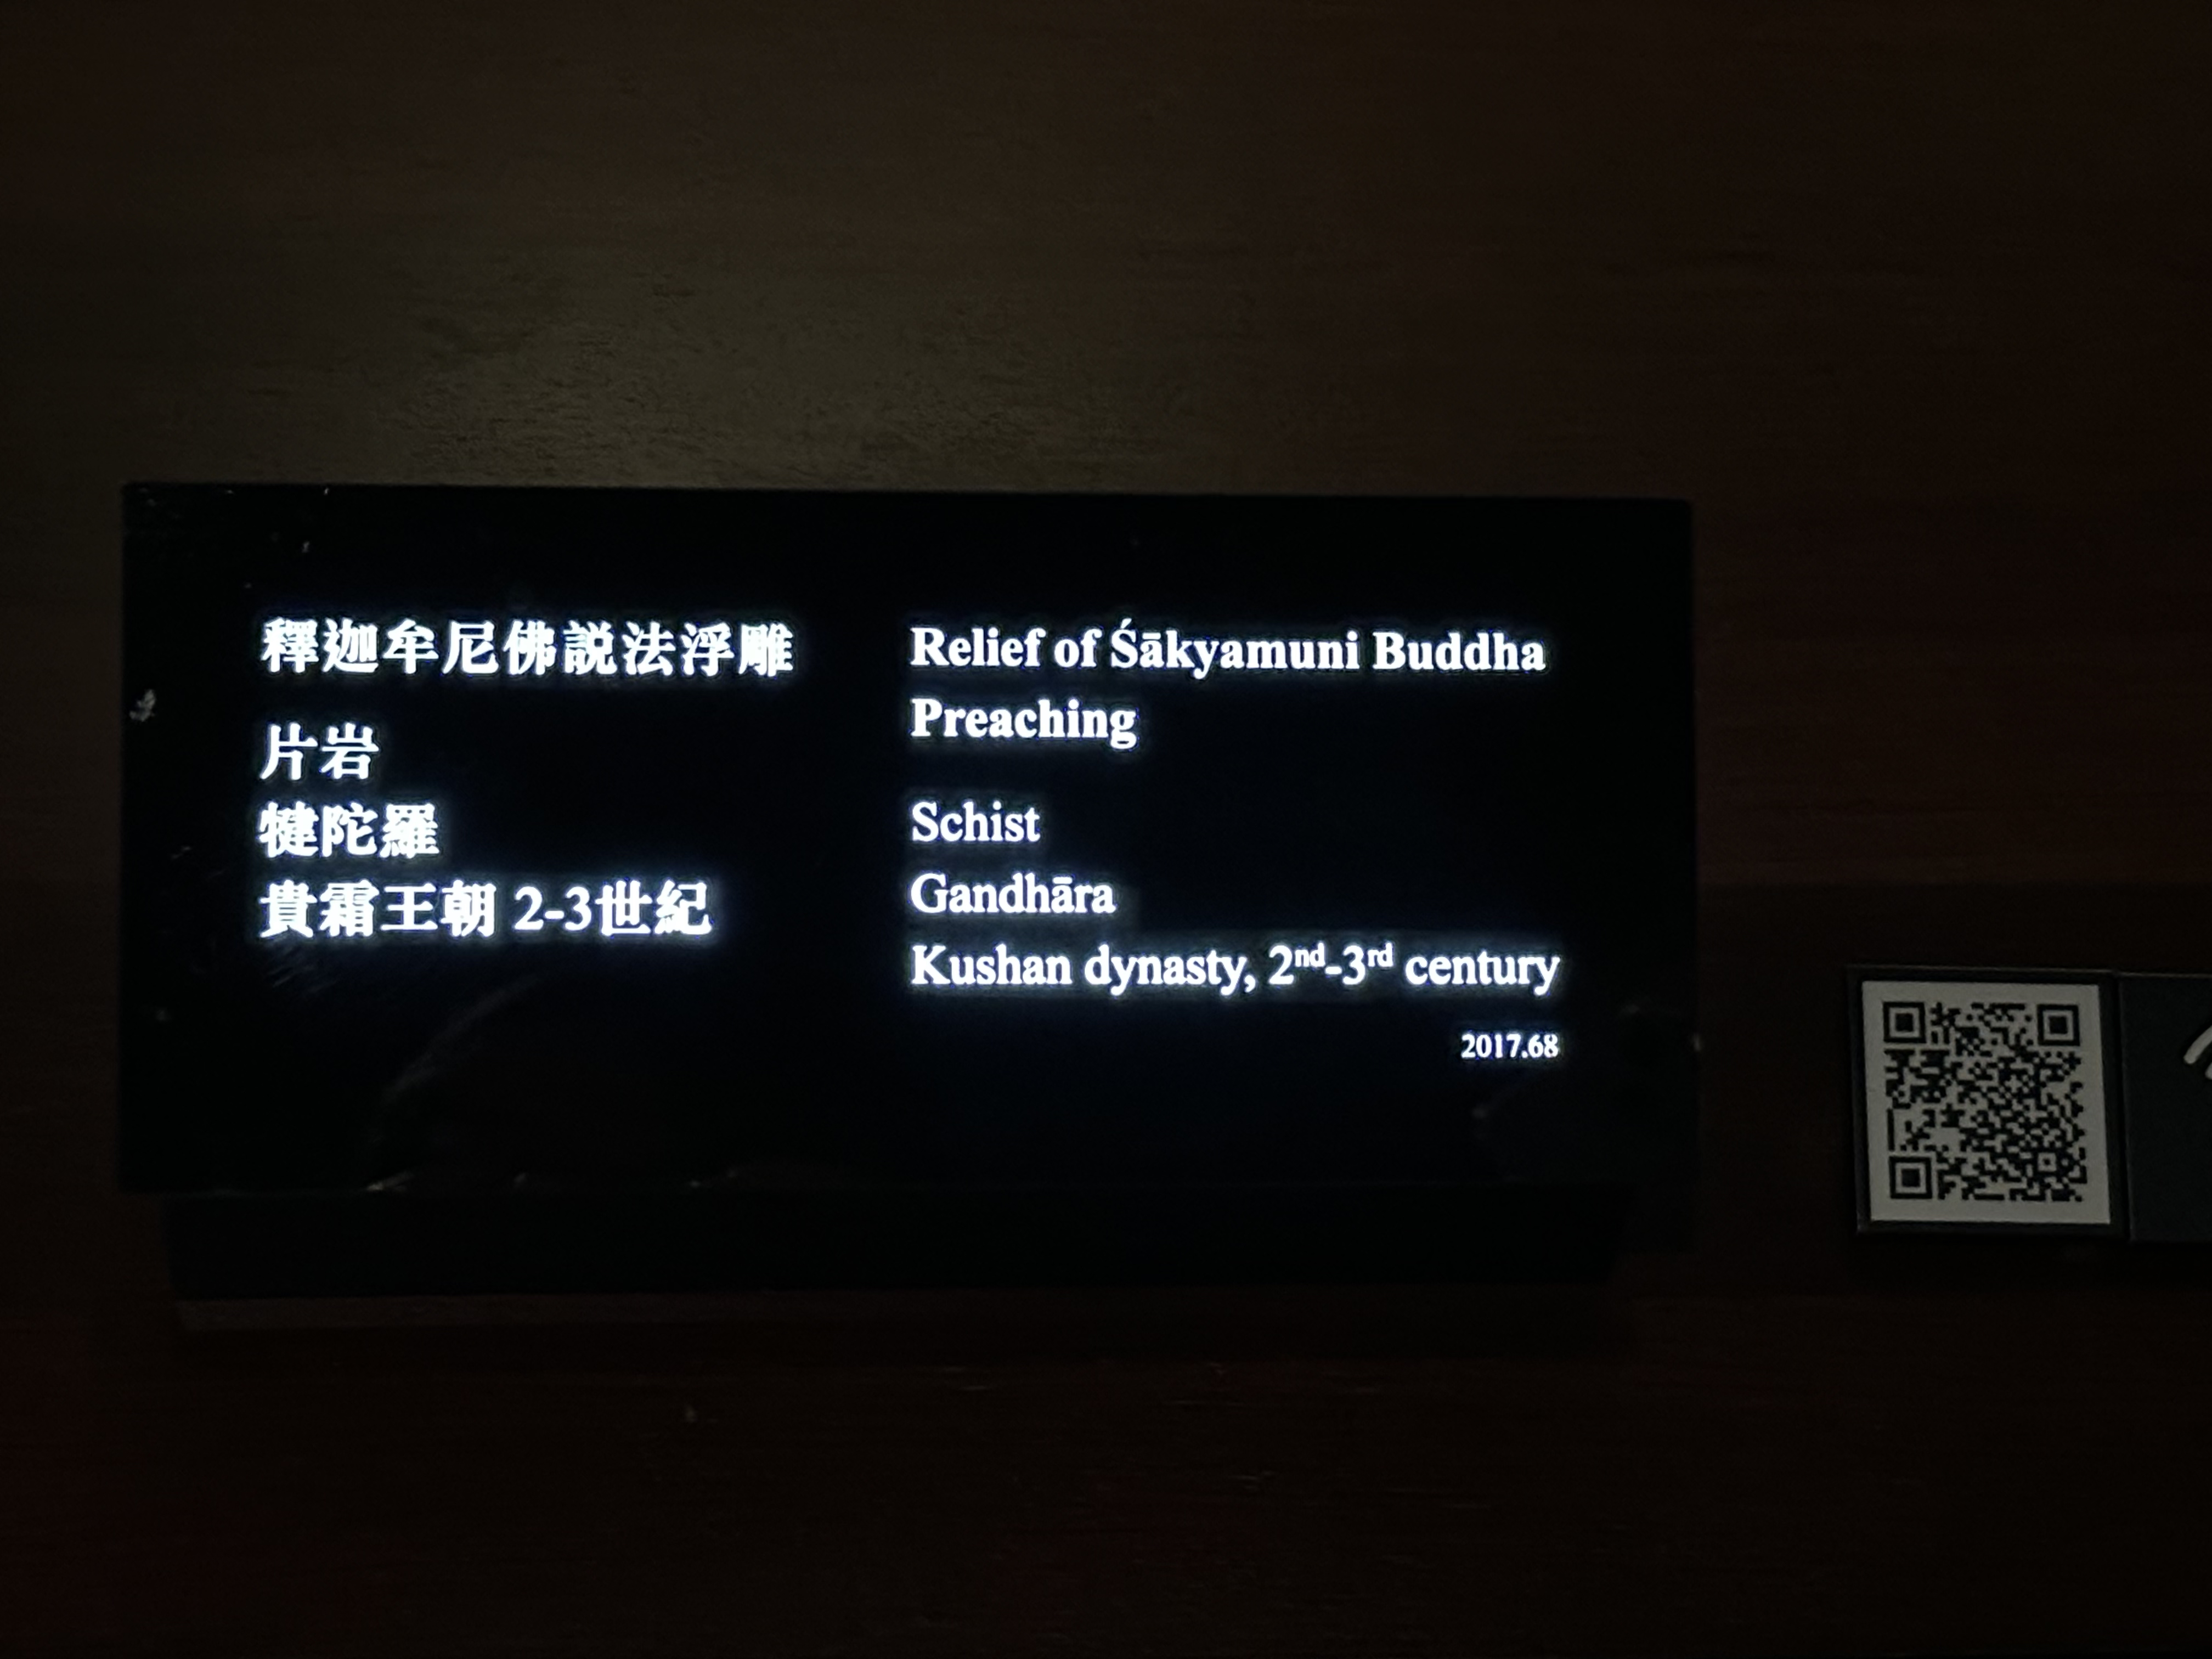 釋迦牟尼佛説法浮雕
片岩
犍陀羅
貴霜王朝 2-3世紀
Relief of Śākyamuni Buddha
Preaching
Schist
Gandhāra
Kushan dynasty, 2nd-3rd century
2017.68